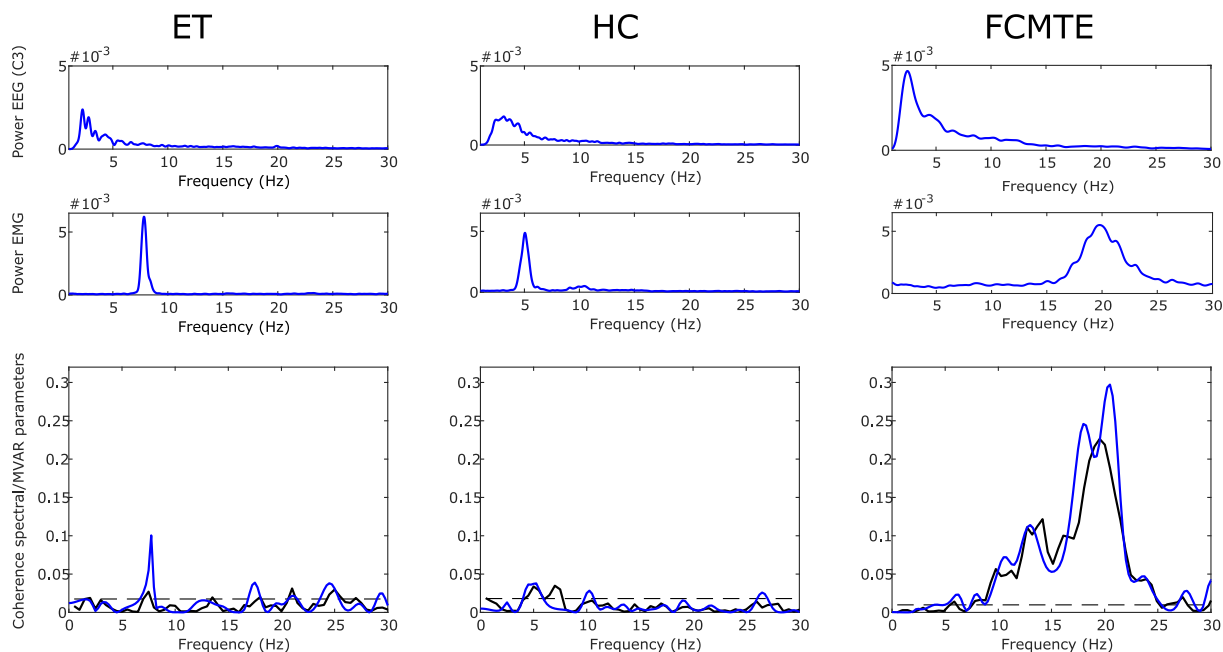 ET HC FCMTE
#10^-3 #10^-3 #10^-3
Power EEG (C3)
5 5 5
0 0 0
5 10 15 20 25 30 5 10 15 20 25 30 5 10 15 20 25 30
Frequency (Hz) Frequency (Hz) Frequency (Hz)
#10^-3 #10^-3 #10^-3
Power EMG
5 5 5
0 0 0
0 5 10 15 20 25 30 0 5 10 15 20 25 30 5 10 15 20 25 30
Frequency (Hz) Frequency (Hz) Frequency (Hz)
Coherence spectral/MVAR parameters
0.3 0.3 0.3
0.25 0.25 0.25
0.2 0.2 0.2
0.15 0.15 0.15
0.1 0.1 0.1
0.05 0.05 0.05
0 0 0
0 5 10 15 20 25 30 0 5 10 15 20 25 30 0 5 10 15 20 25 30
Frequency (Hz) Frequency (Hz) Frequency (Hz)